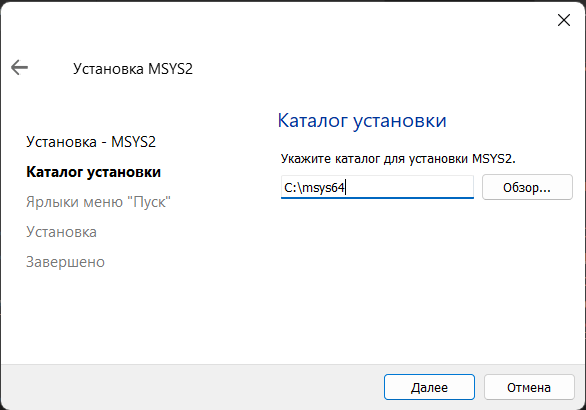 Установка MSYS2
Установка - MSYS2
Каталог установки
Ярлыки меню "Пуск"
Установка
Завершено
Каталог установки
Укажите каталог для установки MSYS2.
C:\msys64
Обзор...
Далее
Отмена